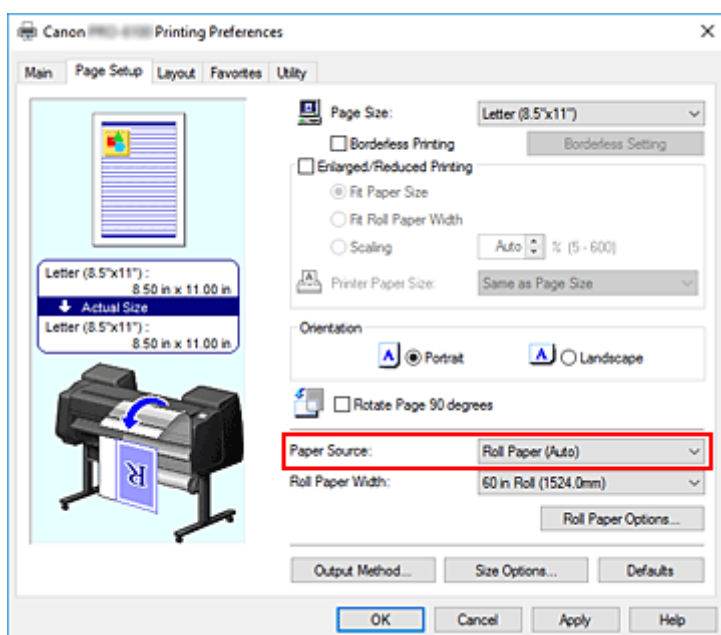 Canon Printing Preferences
Main Page Setup Layout Favorites Utility
Page Size: Letter (8.5"x11")
Borderless Printing Borderless Setting
Enlarged/Reduced Printing
Fit Paper Size
Fit Roll Paper Width
Scaling Auto % (5 - 600)
Printer Paper Size: Same as Page Size
Letter (8.5"x11") :
8.50 in x 11.00 in
Actual Size
Letter (8.5"x11") :
8.50 in x 11.00 in
Orientation
A Portrait A Landscape
Rotate Page 90 degrees
Paper Source: Roll Paper (Auto)
Roll Paper Width: 60 in Roll (1524.0mm)
Roll Paper Options...
Output Method... Size Options... Defaults
OK Cancel Apply Help